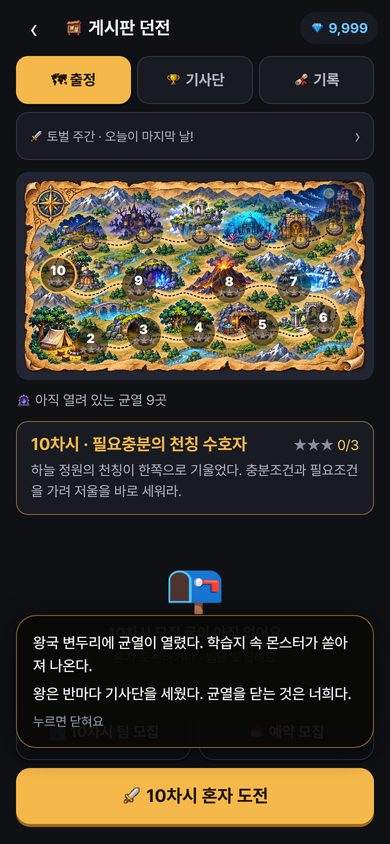 게시판 던전
9,999
출정
기사단
기록
토벌 주간 · 오늘이 마지막 날!
10
9
8
7
2
3
4
5
6
아직 열려 있는 균열 9곳
10차시 · 필요충분의 천칭 수호자
★★★ 0/3
하늘 정원의 천칭이 한쪽으로 기울었다. 충분조건과 필요조건
을 가려 저울을 바로 세워라.
왕국 변두리에 균열이 열렸다. 학습지 속 몬스터가 쏟아
져 나온다.
왕은 반마다 기사단을 세웠다. 균열을 닫는 것은 너희다.
누르면 닫혀요
10차시 팀 모집
예약 모집
10차시 혼자 도전